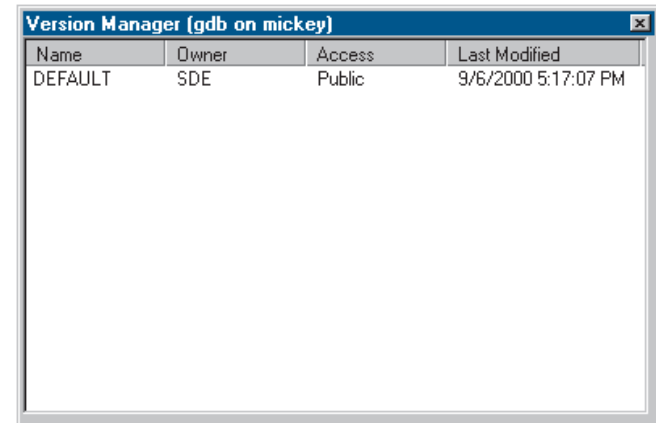 Version Manager (gdb on mickey)
Name Owner Access Last Modified
DEFAULT SDE Public 9/6/2000 5:17:07 PM